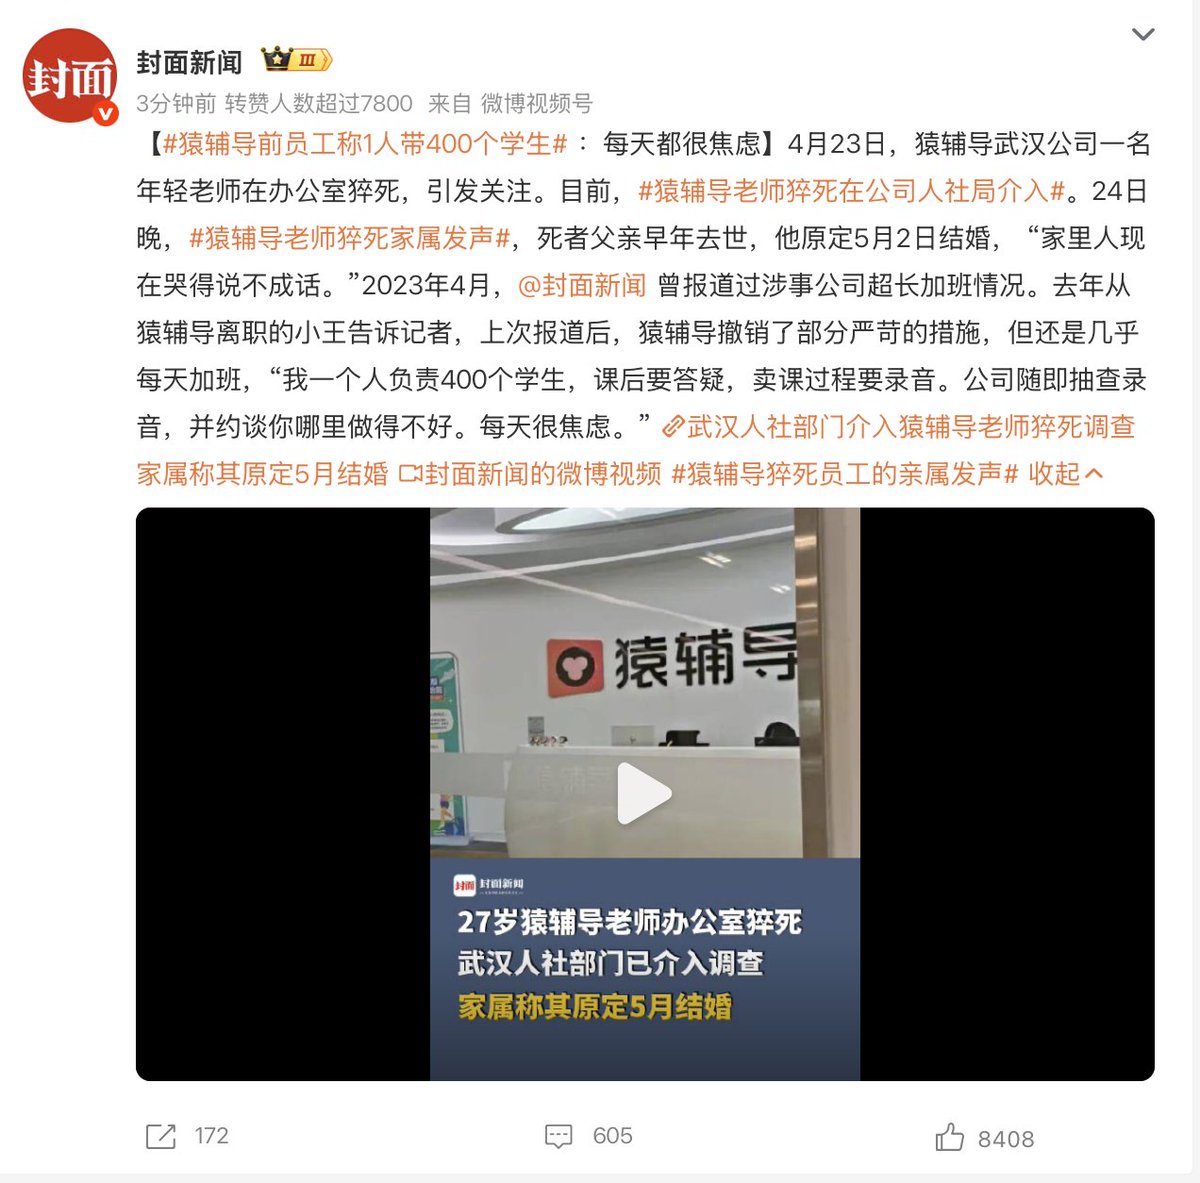 封面
封面新闻 III
3分钟前 转赞人数超过7800 来自 微博视频号
【#猿辅导前员工称1人带400个学生# ：每天都很焦虑】4月23日，猿辅导武汉公司一名
年轻老师在办公室猝死，引发关注。目前，#猿辅导老师猝死在公司人社局介入#。24日
晚，#猿辅导老师猝死家属发声#，死者父亲早年去世，他原定5月2日结婚，“家里人现
在哭得说不成话。”2023年4月，@封面新闻 曾报道过涉事公司超长加班情况。去年从
猿辅导离职的小王告诉记者，上次报道后，猿辅导撤销了部分严苛的措施，但还是几乎
每天加班，“我一个人负责400个学生，课后要答疑，卖课过程要录音。公司随即抽查录
音，并约谈你哪里做得不好。每天很焦虑。” 武汉人社部门介入猿辅导老师猝死调查
家属称其原定5月结婚 封面新闻的微博视频 #猿辅导猝死员工的亲属发声# 收起
猿辅导
封面 封面新闻
27岁猿辅导老师办公室猝死
武汉人社部门已介入调查
家属称其原定5月结婚
172 605 8408